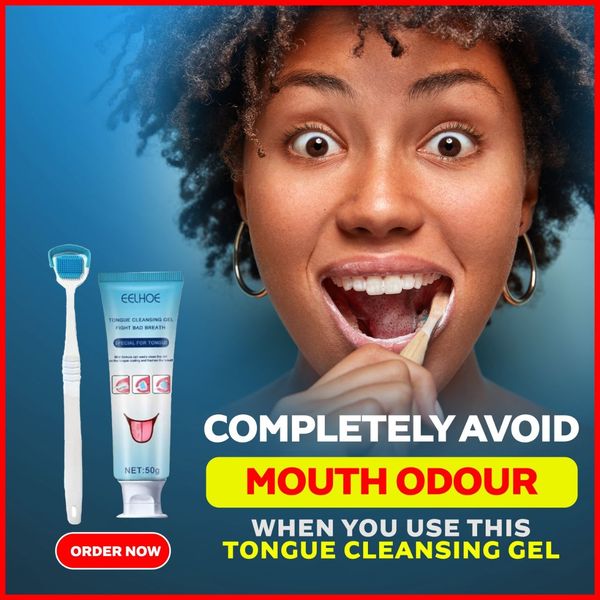 EELHOE
TONGUE CLEANSING GEL
FIGHT BAD BREATH
SPECIAL FOR TONGUE
NET:50g
COMPLETELY AVOID
MOUTH ODOUR
WHEN YOU USE THIS
TONGUE CLEANSING GEL
ORDER NOW